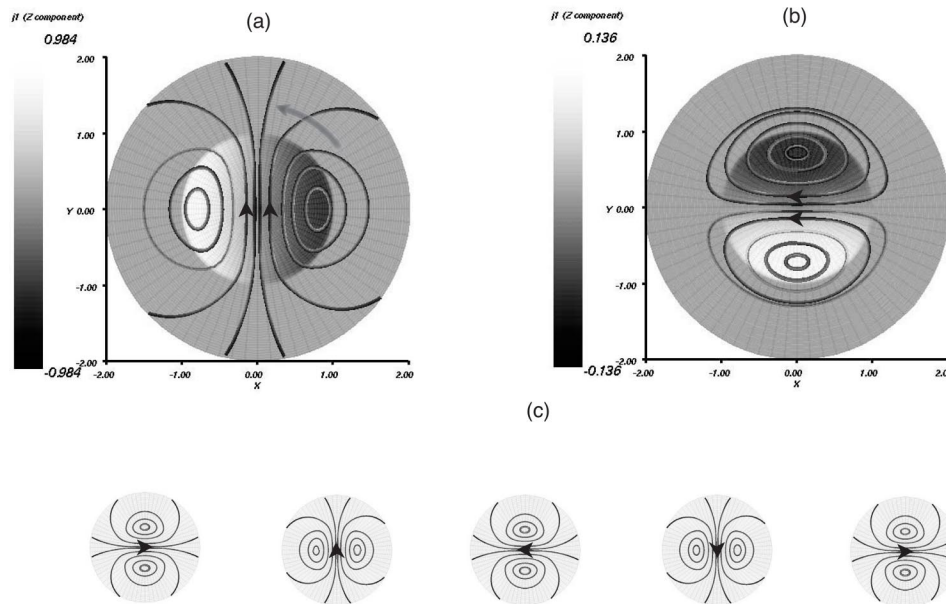 (a)
j1 (Z component)
0.984
-0.984
2.00
1.00
Y 0.00
-1.00
-2.00
-2.00 -1.00 0.00 1.00 2.00
X
(b)
j1 (Z component)
0.136
-0.136
2.00
1.00
Y 0.00
-1.00
-2.00
-2.00 -1.00 0.00 1.00 2.00
X
(c)